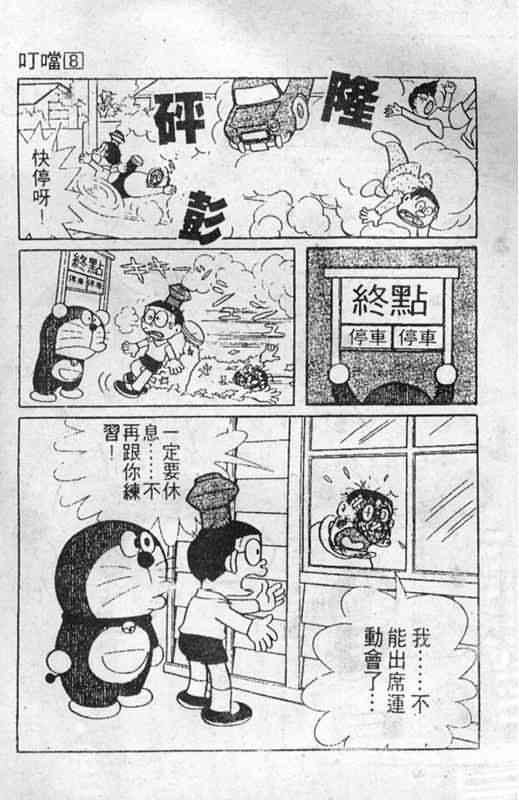 叮噹8
隆
砰
彭
快停呀！
終點
停車 停車
キキーッ
終點
停車 停車
一定要休
息……不
再跟你練
習！
我……不
能出席運
動會了…